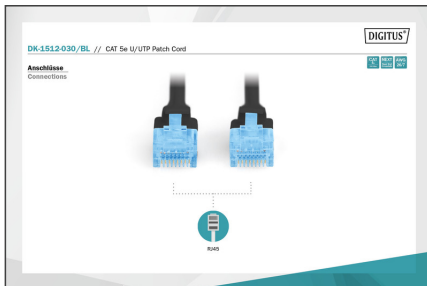 DIGITUS®
DK-1512-030/BL // CAT 5e U/UTP Patch Cord
Anschlüsse
Connections
RJ45